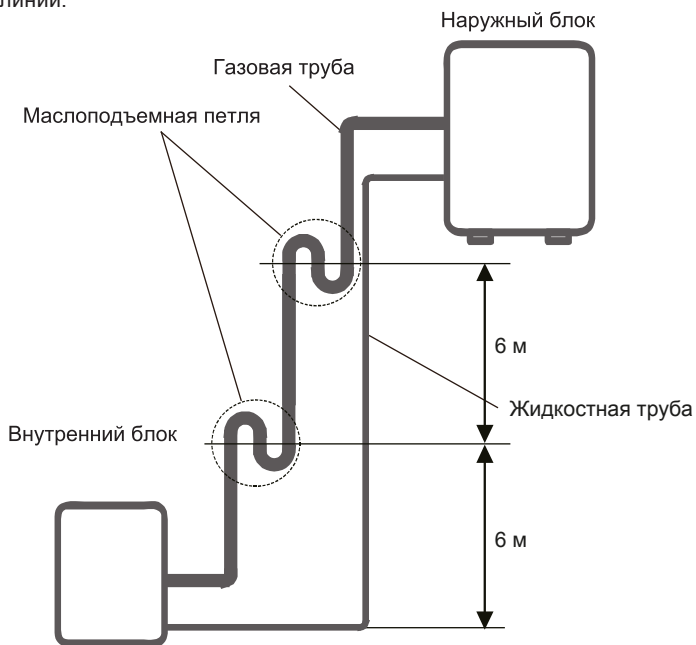 линии.
Наружный блок
Газовая труба
Маслоподъемная петля
6 м
Жидкостная труба
Внутренний блок
6 м